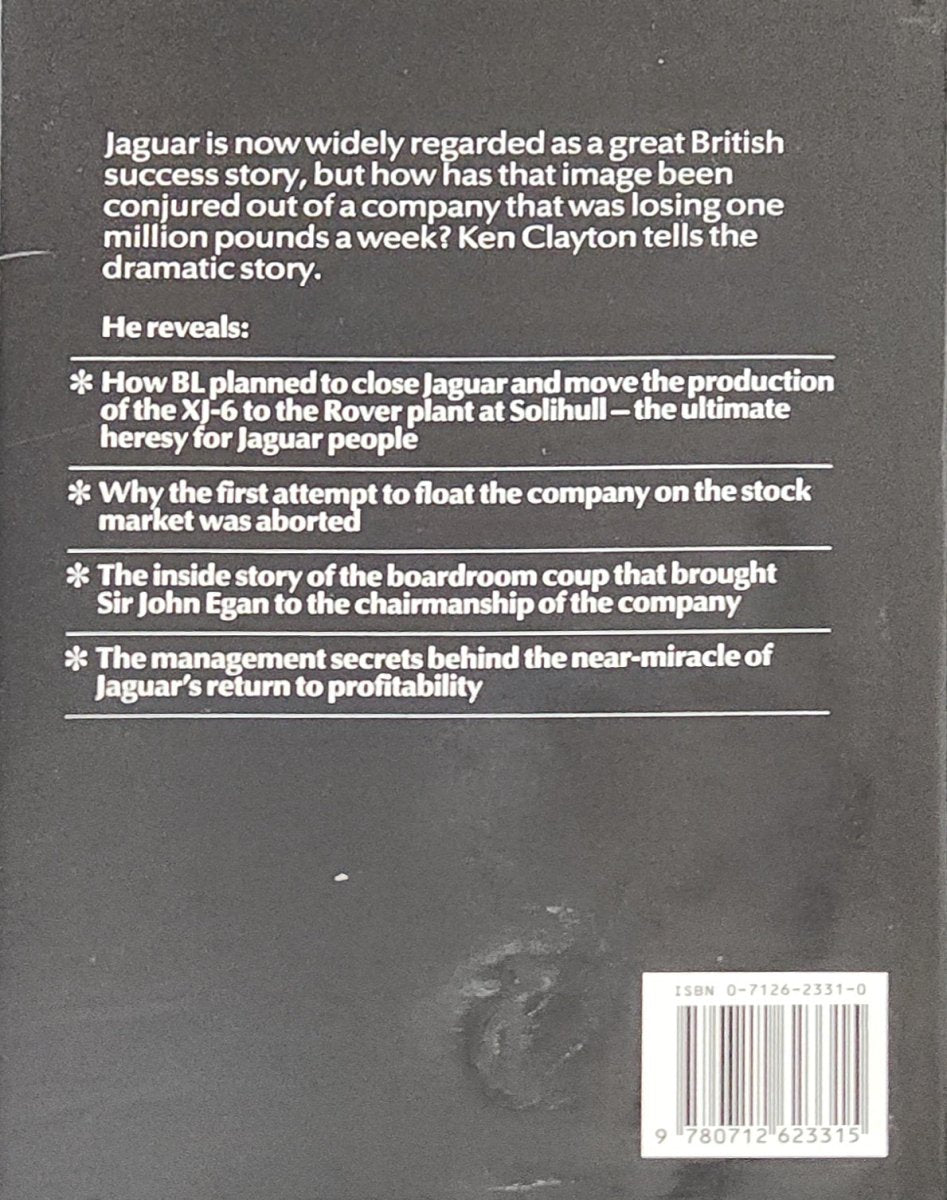 Jaguar is now widely regarded as a great British
success story, but how has that image been
conjured out of a company that was losing one
million pounds a week? Ken Clayton tells the
dramatic story.
He reveals:
* How BL planned to close Jaguar and move the production
of the XJ-6 to the Rover plant at Solihull – the ultimate
heresy for Jaguar people
* Why the first attempt to float the company on the stock
market was aborted
* The inside story of the boardroom coup that brought
Sir John Egan to the chairmanship of the company
* The management secrets behind the near-miracle of
Jaguar's return to profitability
ISBN 0-7126-2331-0
9 780712 623315